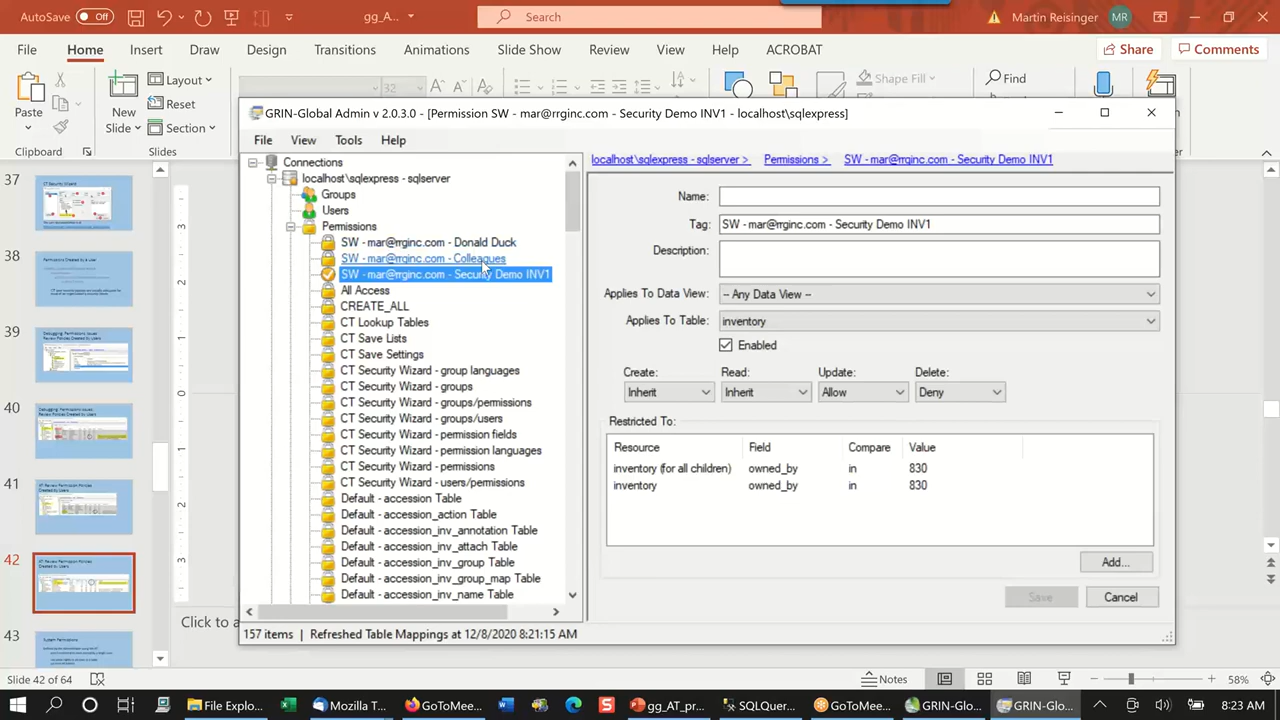 AutoSave Off gg_A... Search Martin Reisinger MR
File Home Insert Draw Design Transitions Animations Slide Show Review View Help ACROBAT Share Comments
Paste New Slide Layout Reset Section 32 Shape Fill Find
Clipboard Slides
GRIN-Global Admin v 2.0.3.0 - [Permission SW - mar@rrginc.com - Security Demo INV1 - localhost\sqlexpress]
File View Tools Help
Connections
localhost\sqlexpress - sqlserver
Groups
Users
Permissions
SW - mar@rrginc.com - Donald Duck
SW - mar@rrginc.com - Colleagues
SW - mar@rrginc.com - Security Demo INV1
All Access
CREATE_ALL
CT Lookup Tables
CT Save Lists
CT Save Settings
CT Security Wizard - group languages
CT Security Wizard - groups
CT Security Wizard - groups/permissions
CT Security Wizard - groups/users
CT Security Wizard - permission fields
CT Security Wizard - permission languages
CT Security Wizard - permissions
CT Security Wizard - users/permissions
Default - accession Table
Default - accession_action Table
Default - accession_inv_annotation Table
Default - accession_inv_attach Table
Default - accession_inv_group Table
Default - accession_inv_group_map Table
Default - accession_inv_name Table
localhost\sqlexpress - sqlserver > Permissions > SW - mar@rrginc.com - Security Demo INV1
Name:
Tag: SW - mar@rrginc.com - Security Demo INV1
Description:
Applies To Data View: -- Any Data View --
Applies To Table: inventory
Enabled
Create: Read: Update: Delete:
Inherit Inherit Allow Deny
Restricted To:
Resource Field Compare Value
inventory (for all children) owned_by in 830
inventory owned_by in 830
Add...
Save Cancel
157 items Refreshed Table Mappings at 12/8/2020 8:21:15 AM
37
38
39
40
41
42
43
3
2
1
0
1
2
3
Click to a
Slide 42 of 64 Notes 58%
File Explo... Mozilla T... GoToMee... gg_AT_pr... SQLQuer... GoToMee... GRIN-Glo... GRIN-Glo... 8:23 AM